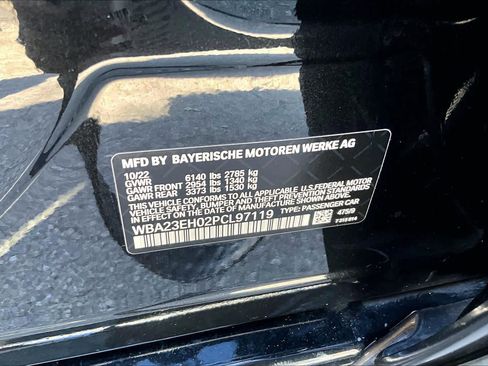 MFD BY BAYERISCHE MOTOREN WERKE AG
10/22
GVWR 6140 lbs 2785 kg
GAWR FRONT 2954 lbs 1340 kg
GAWR REAR 3373 lbs 1530 kg
THIS VEHICLE CONFORMS TO ALL APPLICABLE U.S. FEDERAL MOTOR
VEHICLE SAFETY, BUMPER AND THEFT PREVENTION STANDARDS
IN EFFECT ON THE DATE OF MANUFACTURE SHOWN ABOVE.
WBA23EH02PCL97119 TYPE: PASSENGER CAR
475/9